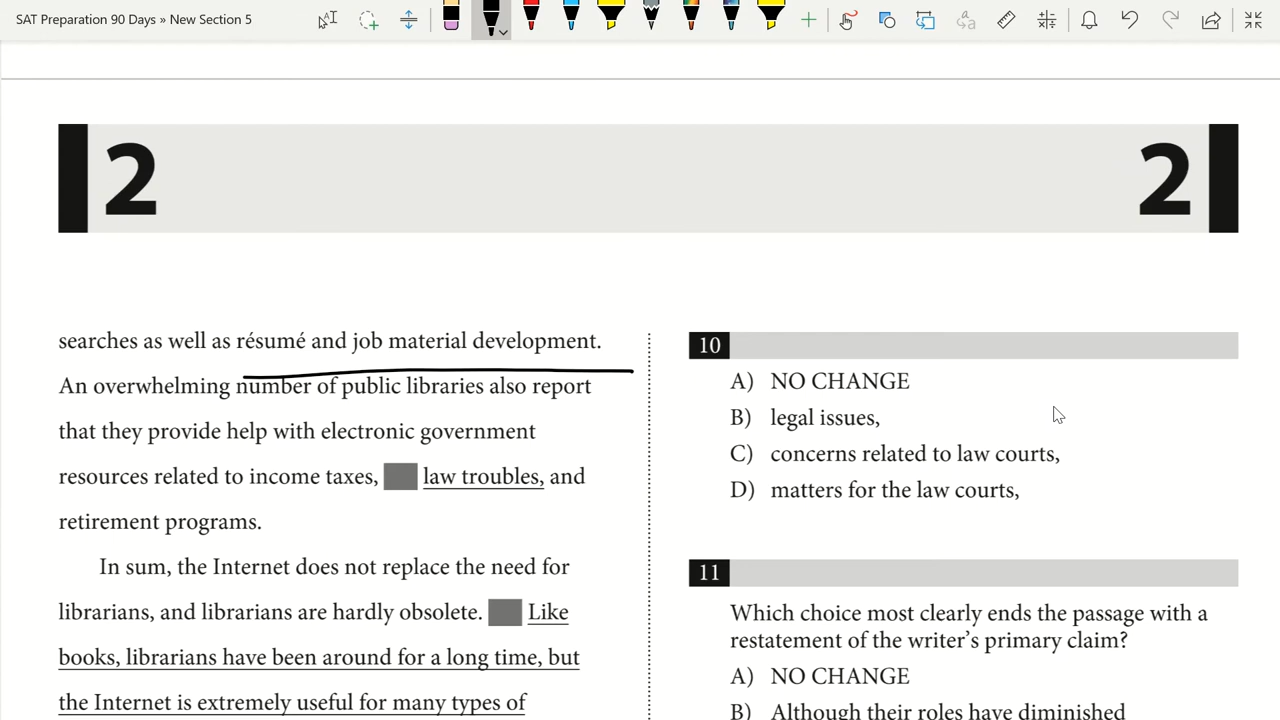 SAT Preparation 90 Days » New Section 5
2 2
searches as well as résumé and job material development.
An overwhelming number of public libraries also report
that they provide help with electronic government
resources related to income taxes, law troubles, and
retirement programs.
In sum, the Internet does not replace the need for
librarians, and librarians are hardly obsolete. Like
books, librarians have been around for a long time, but
the Internet is extremely useful for many types of
10
A) NO CHANGE
B) legal issues,
C) concerns related to law courts,
D) matters for the law courts,
11
Which choice most clearly ends the passage with a
restatement of the writer’s primary claim?
A) NO CHANGE
B) Although their roles have diminished